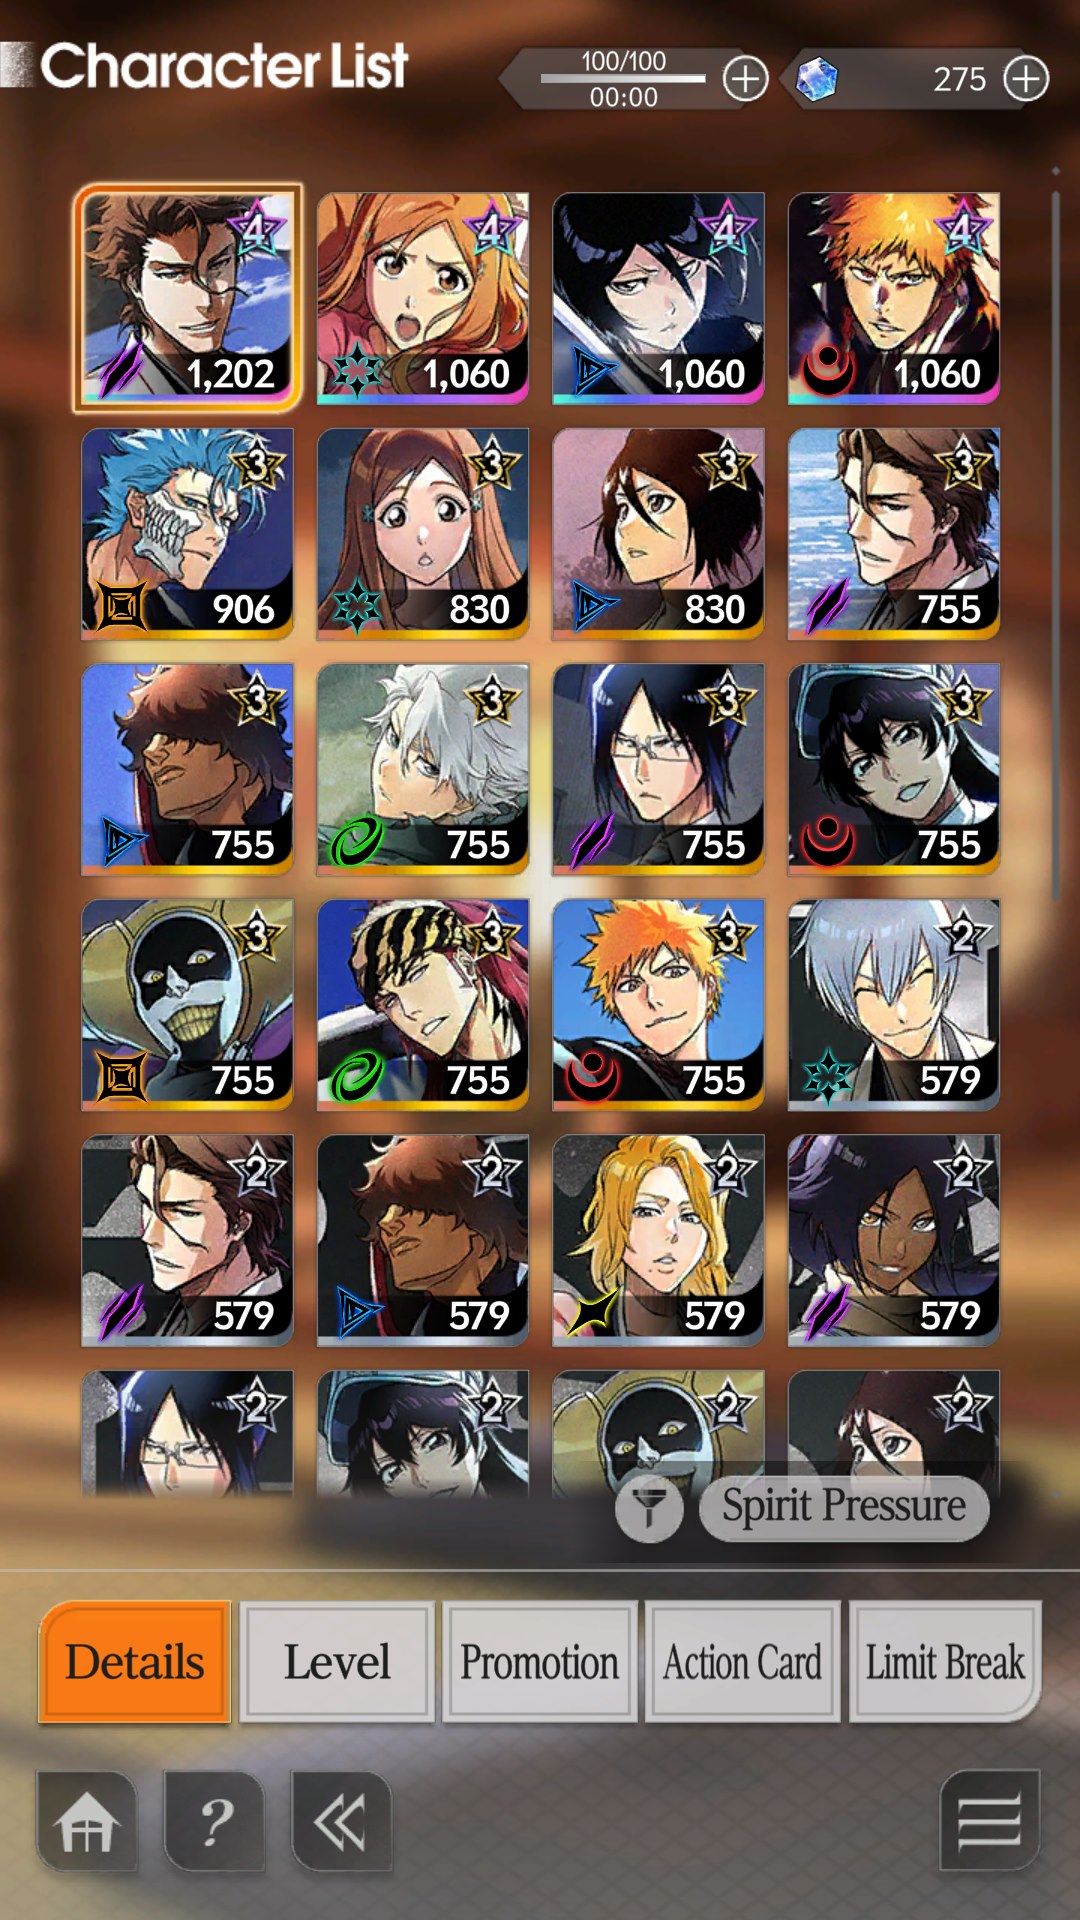 Character List
100/100
00:00
275
4 4 4 4
1,202 1,060 1,060 1,060
3 3 3 3
906 830 830 755
3 3 3 3
755 755 755 755
3 3 3 2
755 755 755 579
2 2 2 2
579 579 579 579
2 2 2 2
Spirit Pressure
Details Level Promotion Action Card Limit Break
?